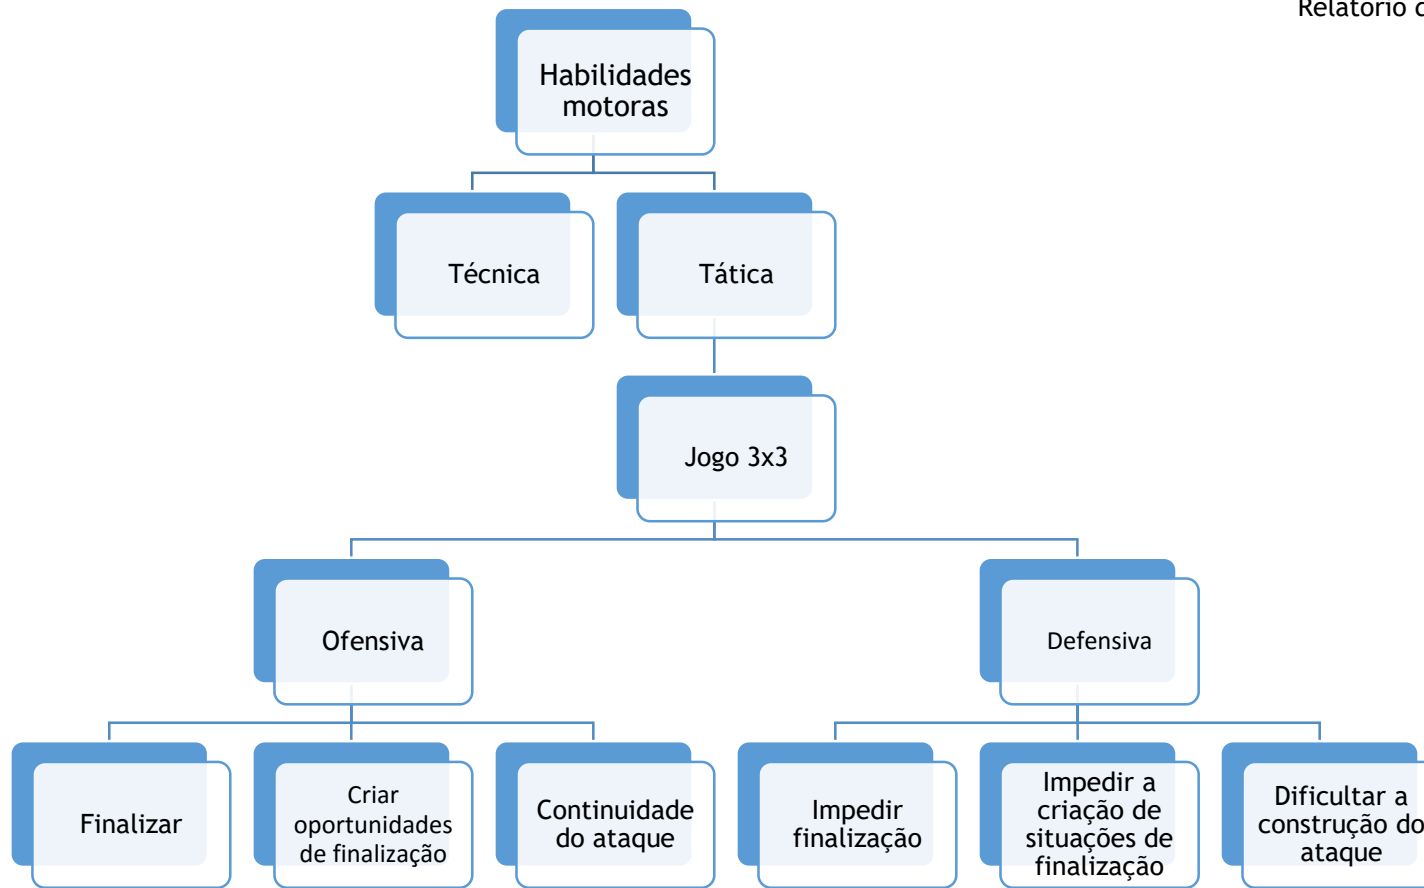 Relatório d
Habilidades
motoras
Técnica
Tática
Jogo 3x3
Ofensiva
Defensiva
Finalizar
Criar
oportunidades
de finalização
Continuidade
do ataque
Impedir
finalização
Impedir a
criação de
situações de
finalização
Dificultar a
construção do
ataque